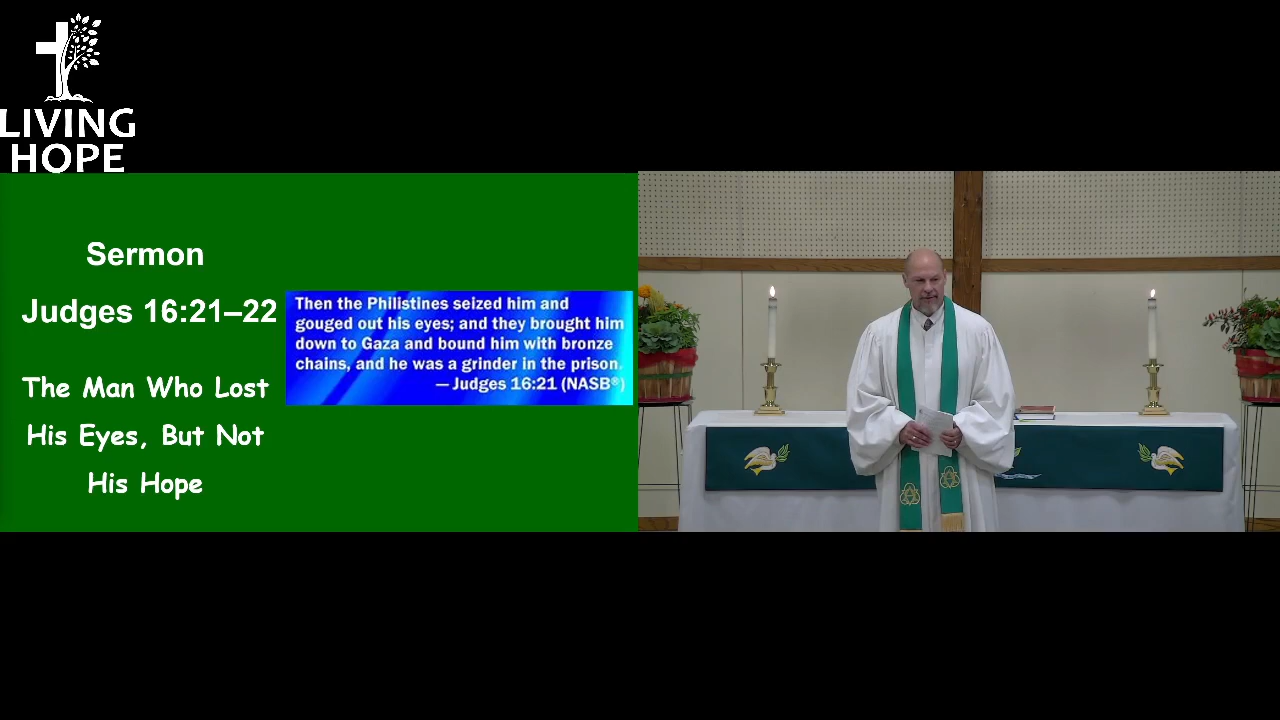 LIVING
HOPE
Sermon
Judges 16:21–22
The Man Who Lost
His Eyes, But Not
His Hope
Then the Philistines seized him and
gouged out his eyes; and they brought him
down to Gaza and bound him with bronze
chains, and he was a grinder in the prison.
— Judges 16:21 (NASB®)